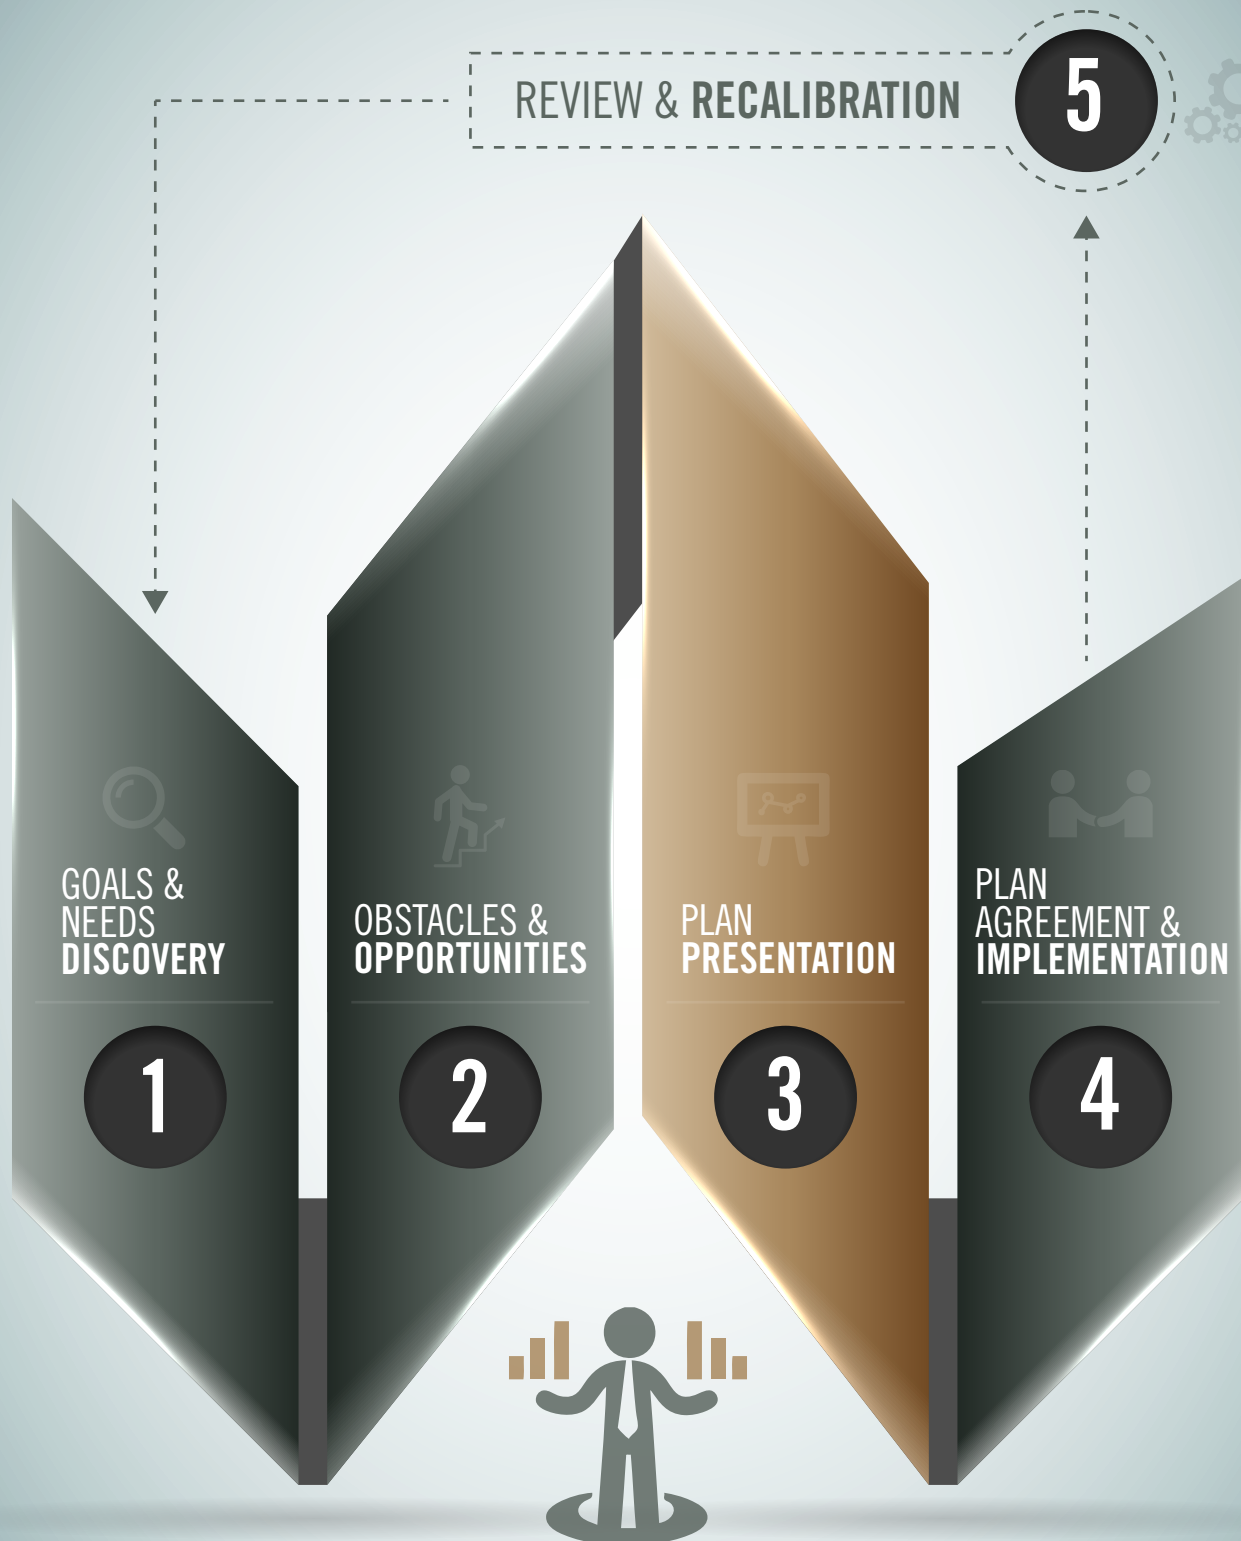 REVIEW & RECALIBRATION
5
GOALS &
NEEDS
DISCOVERY
1
OBSTACLES &
OPPORTUNITIES
2
PLAN
PRESENTATION
3
PLAN
AGREEMENT &
IMPLEMENTATION
4